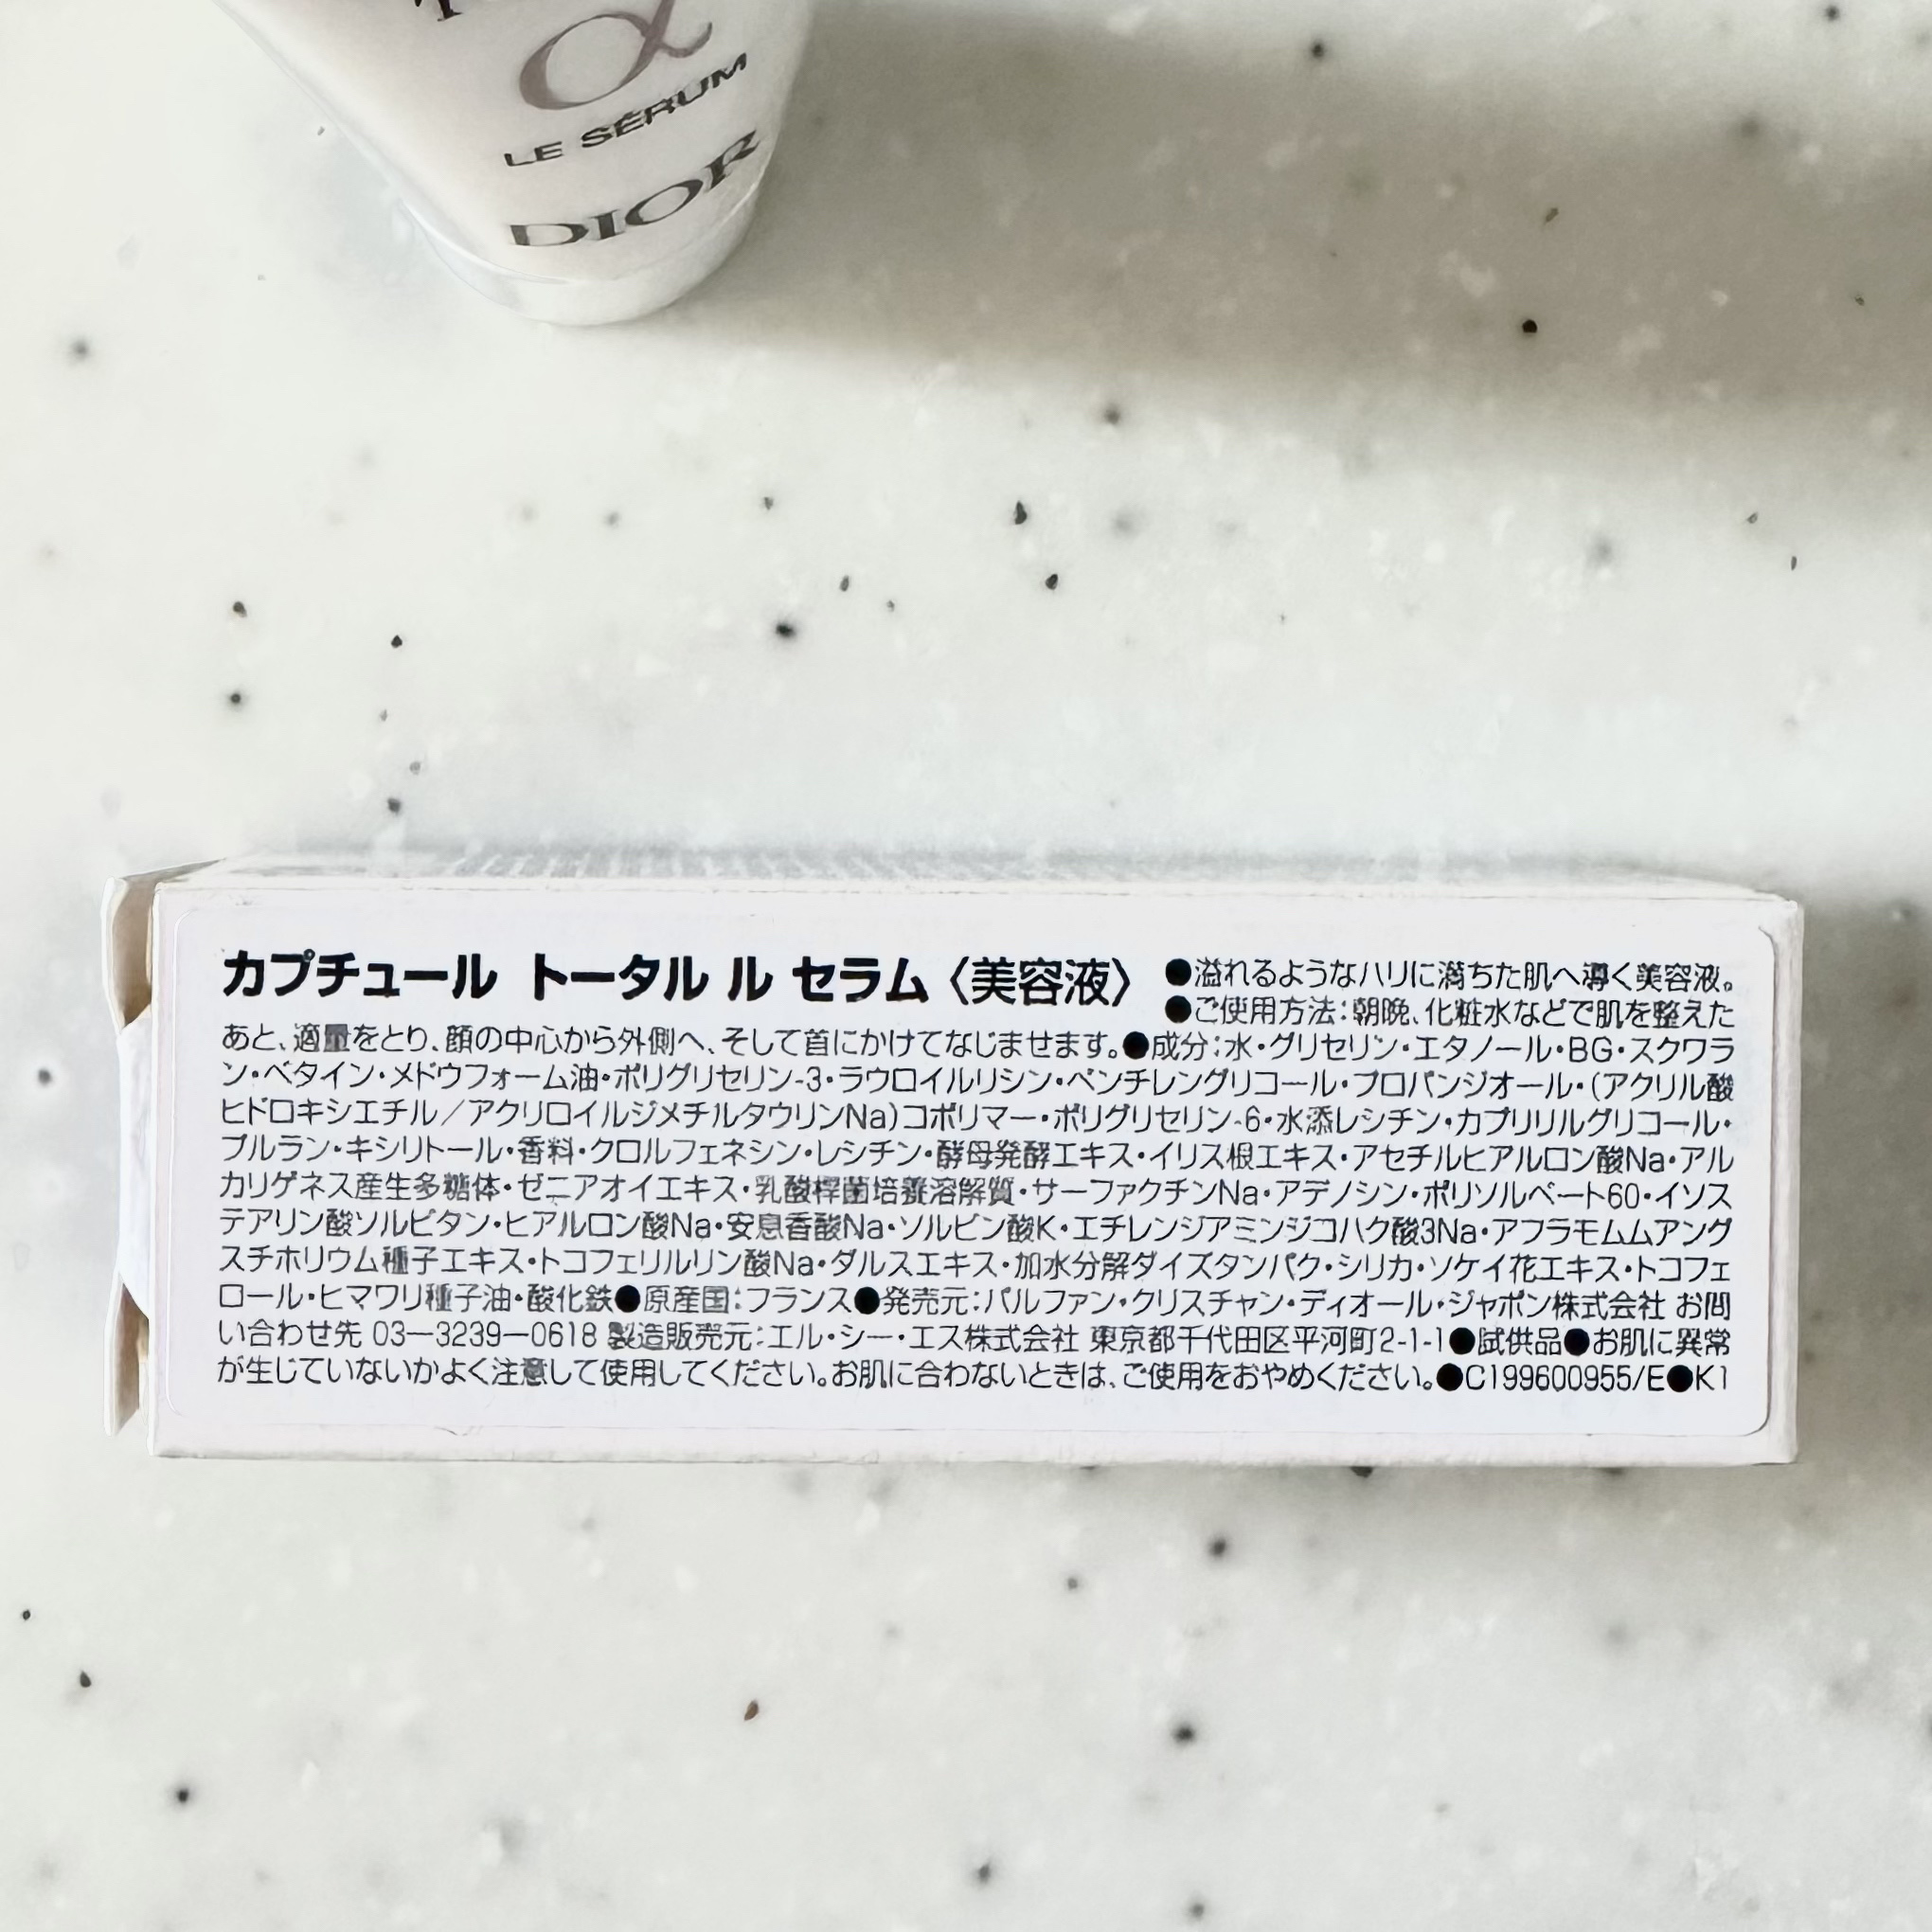 α
LE SÉRUM
DIOR
カプチュール トータル ル セラム〈美容液〉 ●溢れるようなハリに満ちた肌へ導く美容液。
●ご使用方法:朝晩、化粧水などで肌を整えた
あと、適量をとり、顔の中心から外側へ、そして首にかけてなじませます。●成分:水・グリセリン・エタノール・BG・スクワラ
ン・ベタイン・メドウフォーム油・ポリグリセリン-3・ラウロイルリシン・ペンチレングリコール・プロパンジオール・(アクリル酸
ヒドロキシエチル/アクリロイルジメチルタウリンNa)コポリマー・ポリグリセリン-6・水添レシチン・カプリリルグリコール・
プルラン・キシリトール・香料・クロルフェネシン・レシチン・酵母発酵エキス・イリス根エキス・アセチルヒアルロン酸Na・アル
カリゲネス産生多糖体・ゼニアオイエキス・乳酸桿菌培養溶解質・サーファクチンNa・アデノシン・ポリソルベート60・イソス
テアリン酸ソルビタン・ヒアルロン酸Na・安息香酸Na・ソルビン酸K・エチレンジアミンジコハク酸3Na・アフラモムムアング
スチホリウム種子エキス・トコフェリルリン酸Na・ダルスエキス・加水分解ダイズタンパク・シリカ・ソケイ花エキス・トコフェ
ロール・ヒマワリ種子油・酸化鉄●原産国:フランス●発売元:パルファン・クリスチャン・ディオール・ジャポン株式会社 お問
い合わせ先 03―3239―0618 製造販売元:エル・シー・エス株式会社 東京都千代田区平河町2-1-1●試供品●お肌に異常
が生じていないかよく注意して使用してください。お肌に合わないときは、ご使用をおやめください。●C199600955/E●K1